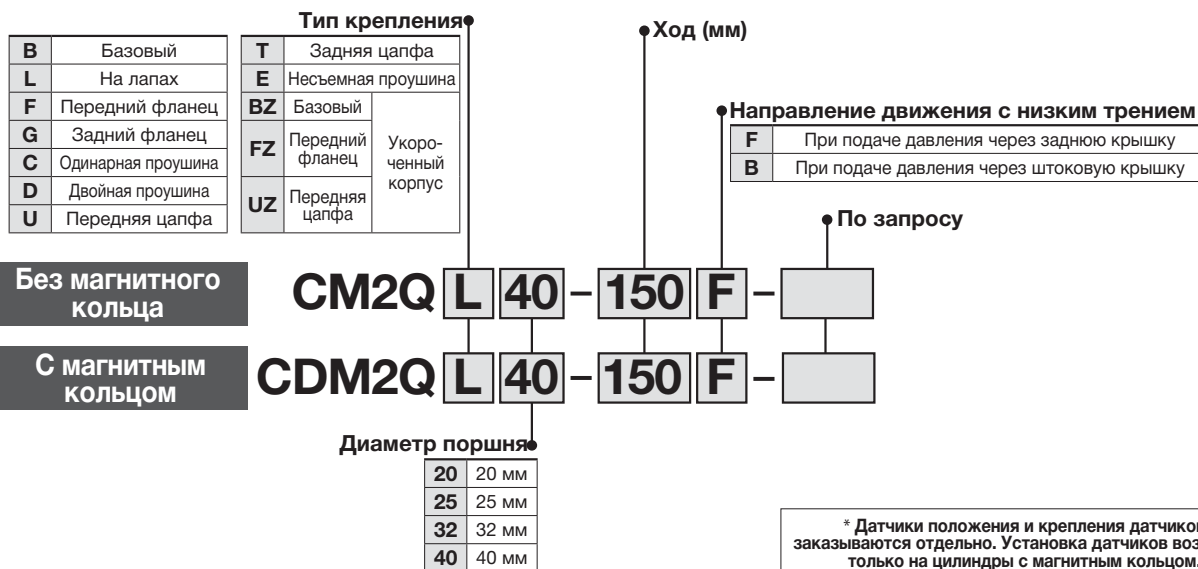 Тип крепления
B Базовый
L На лапах
F Передний фланец
G Задний фланец
C Одинарная проушина
D Двойная проушина
U Передняя цапфа
T Задняя цапфа
E Несъемная проушина
BZ Базовый
FZ Передний
фланец
UZ Передняя
цапфа
Укоро-
ченный
корпус
Ход (мм)
Направление движения с низким трением
F При подаче давления через заднюю крышку
B При подаче давления через штоковую крышку
По запросу
Без магнитного
кольца
CM2Q L 40 – 150 F –
С магнитным
кольцом
CDM2Q L 40 – 150 F –
Диаметр поршня
20 20 мм
25 25 мм
32 32 мм
40 40 мм
* Датчики положения и крепления датчиков
заказываются отдельно. Установка датчиков
только на цилиндры с магнитным кольцом.